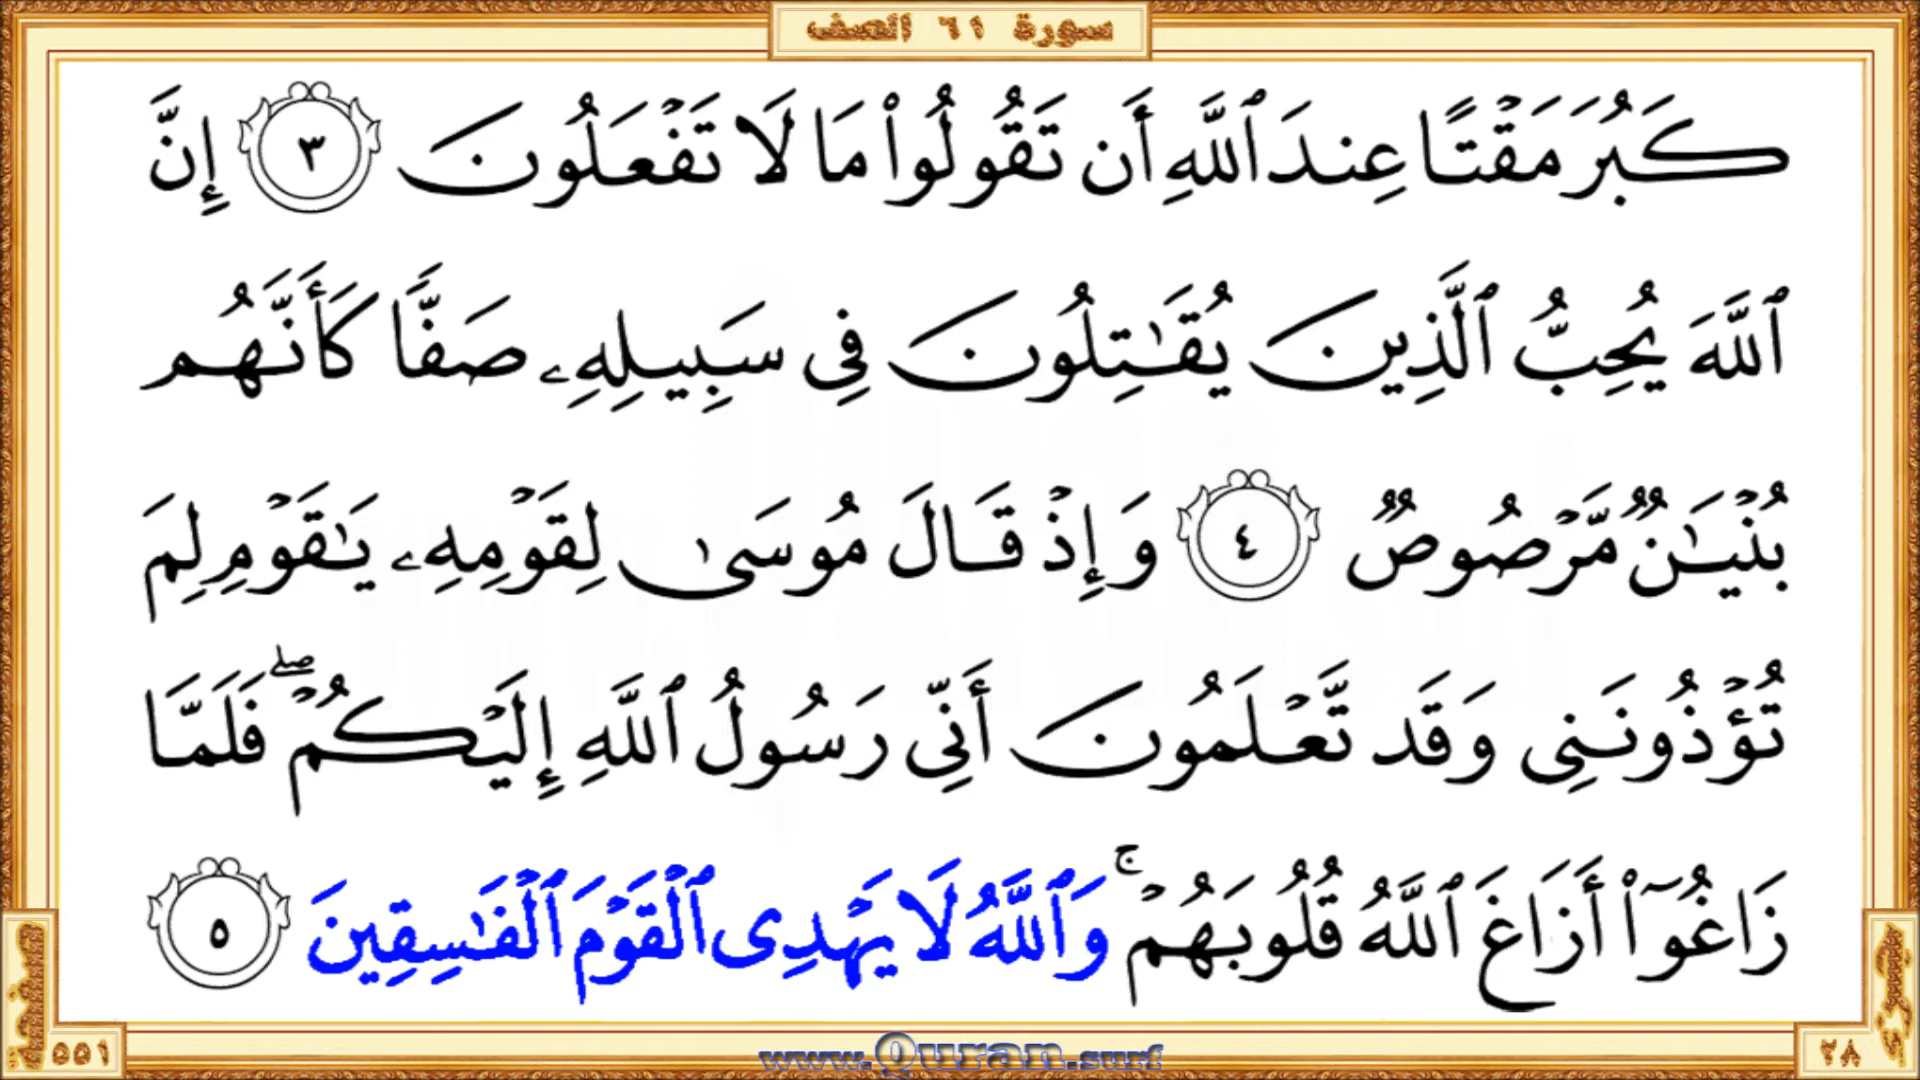 سورة ٦١ الصف
كَبُرَ مَقْتًا عِندَ ٱللَّهِ أَن تَقُولُوا۟ مَا لَا تَفْعَلُونَ ٣ إِنَّ
ٱللَّهَ يُحِبُّ ٱلَّذِينَ يُقَـٰتِلُونَ فِى سَبِيلِهِۦ صَفًّا كَأَنَّهُم
بُنْيَـٰنٌ مَّرْصُوصٌ ٤ وَإِذْ قَالَ مُوسَىٰ لِقَوْمِهِۦ يَـٰقَوْمِ لِمَ
تُؤْذُونَنِى وَقَد تَّعْلَمُونَ أَنِّى رَسُولُ ٱللَّهِ إِلَيْكُمْ ۖ فَلَمَّا
زَاغُوٓا۟ أَزَاغَ ٱللَّهُ قُلُوبَهُمْ ۚ وَٱللَّهُ لَا يَهْدِى ٱلْقَوْمَ ٱلْفَـٰسِقِينَ ٥
صفحة ٥٥١
www.Quran.surf
٢٨